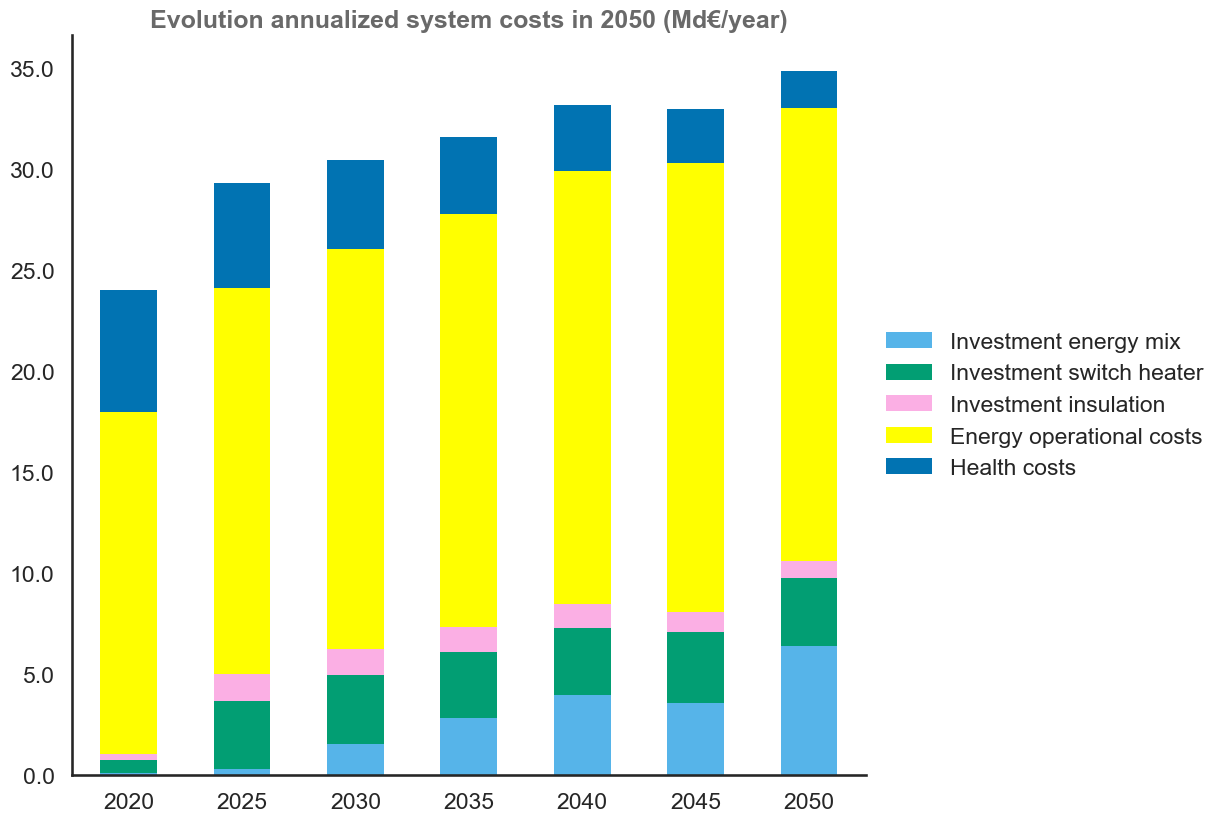 Evolution annualized system costs in 2050 (Md€/year)
35.0
30.0
25.0
20.0
15.0
10.0
5.0
0.0
2020 2025 2030 2035 2040 2045 2050
Investment energy mix
Investment switch heater
Investment insulation
Energy operational costs
Health costs